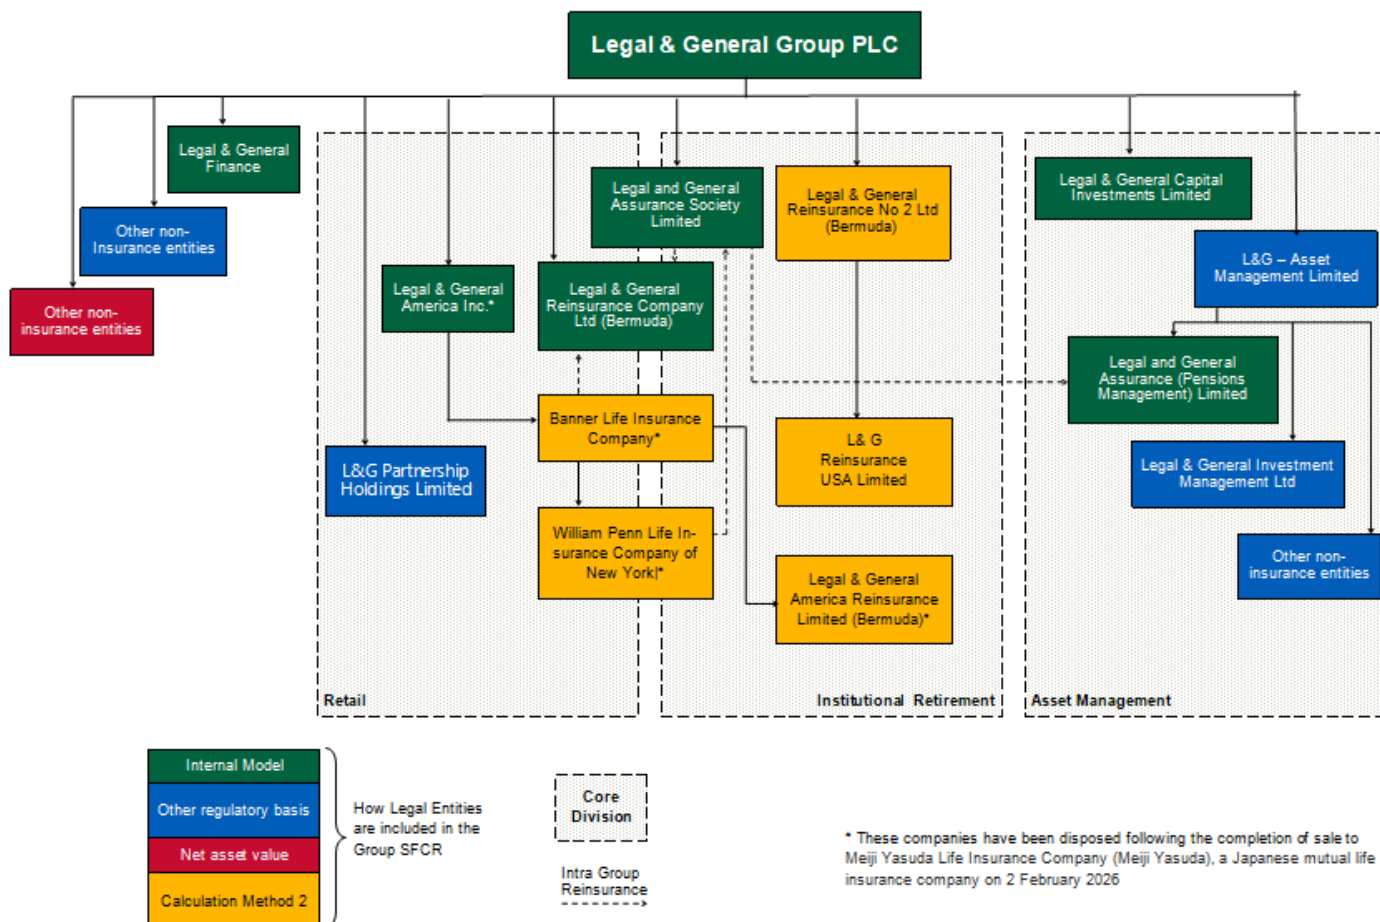 Legal & General Group PLC
Legal & General
Finance
Other non-
Insurance entities
Other non-
insurance entities
Legal and General
Assurance Society
Limited
Legal & General
Reinsurance No 2 Ltd
(Bermuda)
Legal & General Capital
Investments Limited
L&G – Asset
Management Limited
Legal & General
America Inc.*
Legal & General
Reinsurance Company
Ltd (Bermuda)
Legal and General
Assurance (Pensions
Management) Limited
Banner Life Insurance
Company*
L& G
Reinsurance
USA Limited
L&G Partnership
Holdings Limited
Legal & General Investment
Management Ltd
William Penn Life In-
surance Company of
New York|*
Other non-
insurance entities
Legal & General
America Reinsurance
Limited (Bermuda)*
Retail
Institutional Retirement
Asset Management
Internal Model
Other regulatory basis
Net asset value
Calculation Method 2
How Legal Entities
are included in the
Group SFCR
Core
Division
Intra Group
Reinsurance
* These companies have been disposed following the completion of sale to
Meiji Yasuda Life Insurance Company (Meiji Yasuda), a Japanese mutual life
insurance company on 2 February 2026